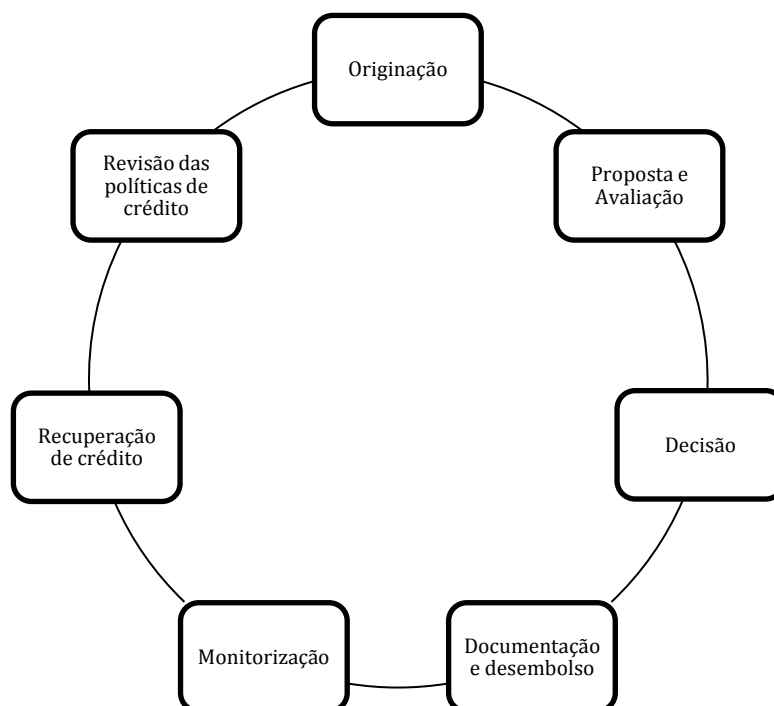 Originação
Proposta e
Avaliação
Decisão
Documentação
e desembolso
Monitorização
Recuperação
de crédito
Revisão das
políticas de
crédito